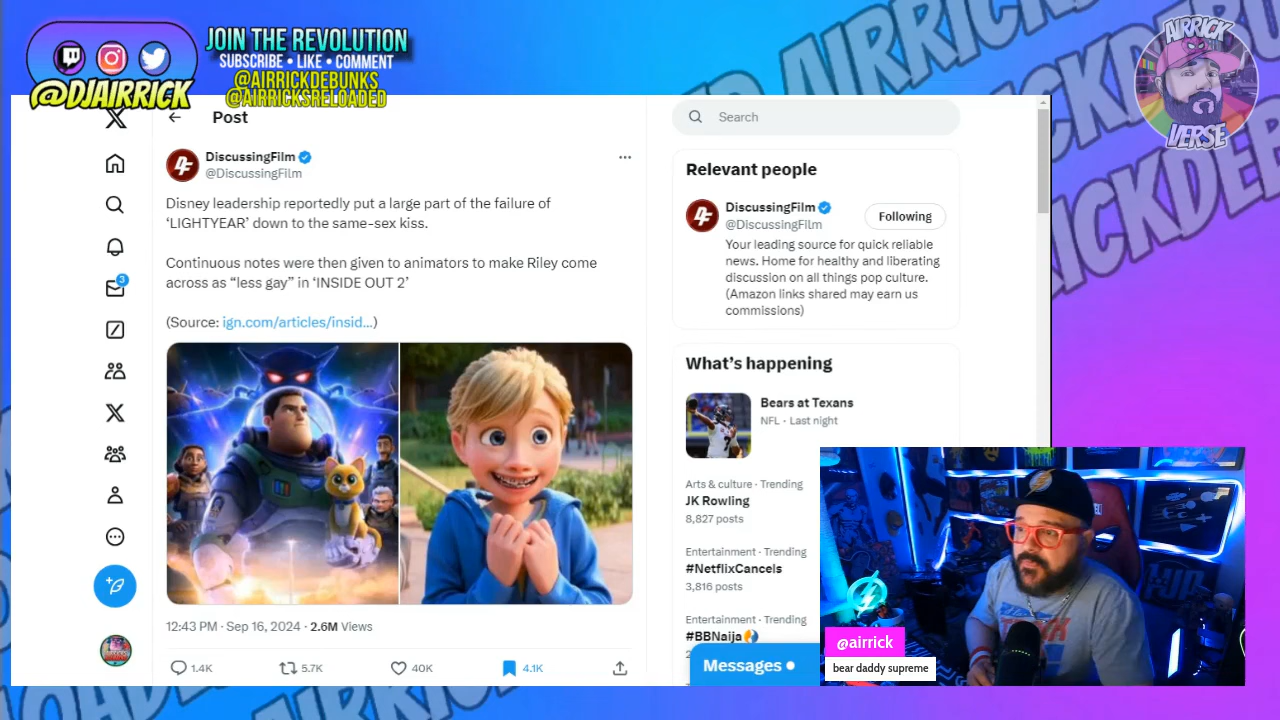 @DJAIRRICK
JOIN THE REVOLUTION
SUBSCRIBE • LIKE • COMMENT
@AIRRICKDEBUNKS
@AIRRICKSRELOADED
AIRRICK
VERSE
Post
DiscussingFilm
@DiscussingFilm
Disney leadership reportedly put a large part of the failure of
‘LIGHTYEAR’ down to the same-sex kiss.
Continuous notes were then given to animators to make Riley come
across as “less gay” in ‘INSIDE OUT 2’
(Source: ign.com/articles/insid...)
12:43 PM · Sep 16, 2024 · 2.6M Views
1.4K
5.7K
40K
4.1K
3
Search
Relevant people
DiscussingFilm
@DiscussingFilm
Following
Your leading source for quick reliable
news. Home for healthy and liberating
discussion on all things pop culture.
(Amazon links shared may earn us
commissions)
What’s happening
Bears at Texans
NFL · Last night
Arts & culture · Trending
JK Rowling
8,827 posts
Entertainment · Trending
#NetflixCancels
3,816 posts
Entertainment · Trending
#BBNaija
Messages
@airrick
bear daddy supreme